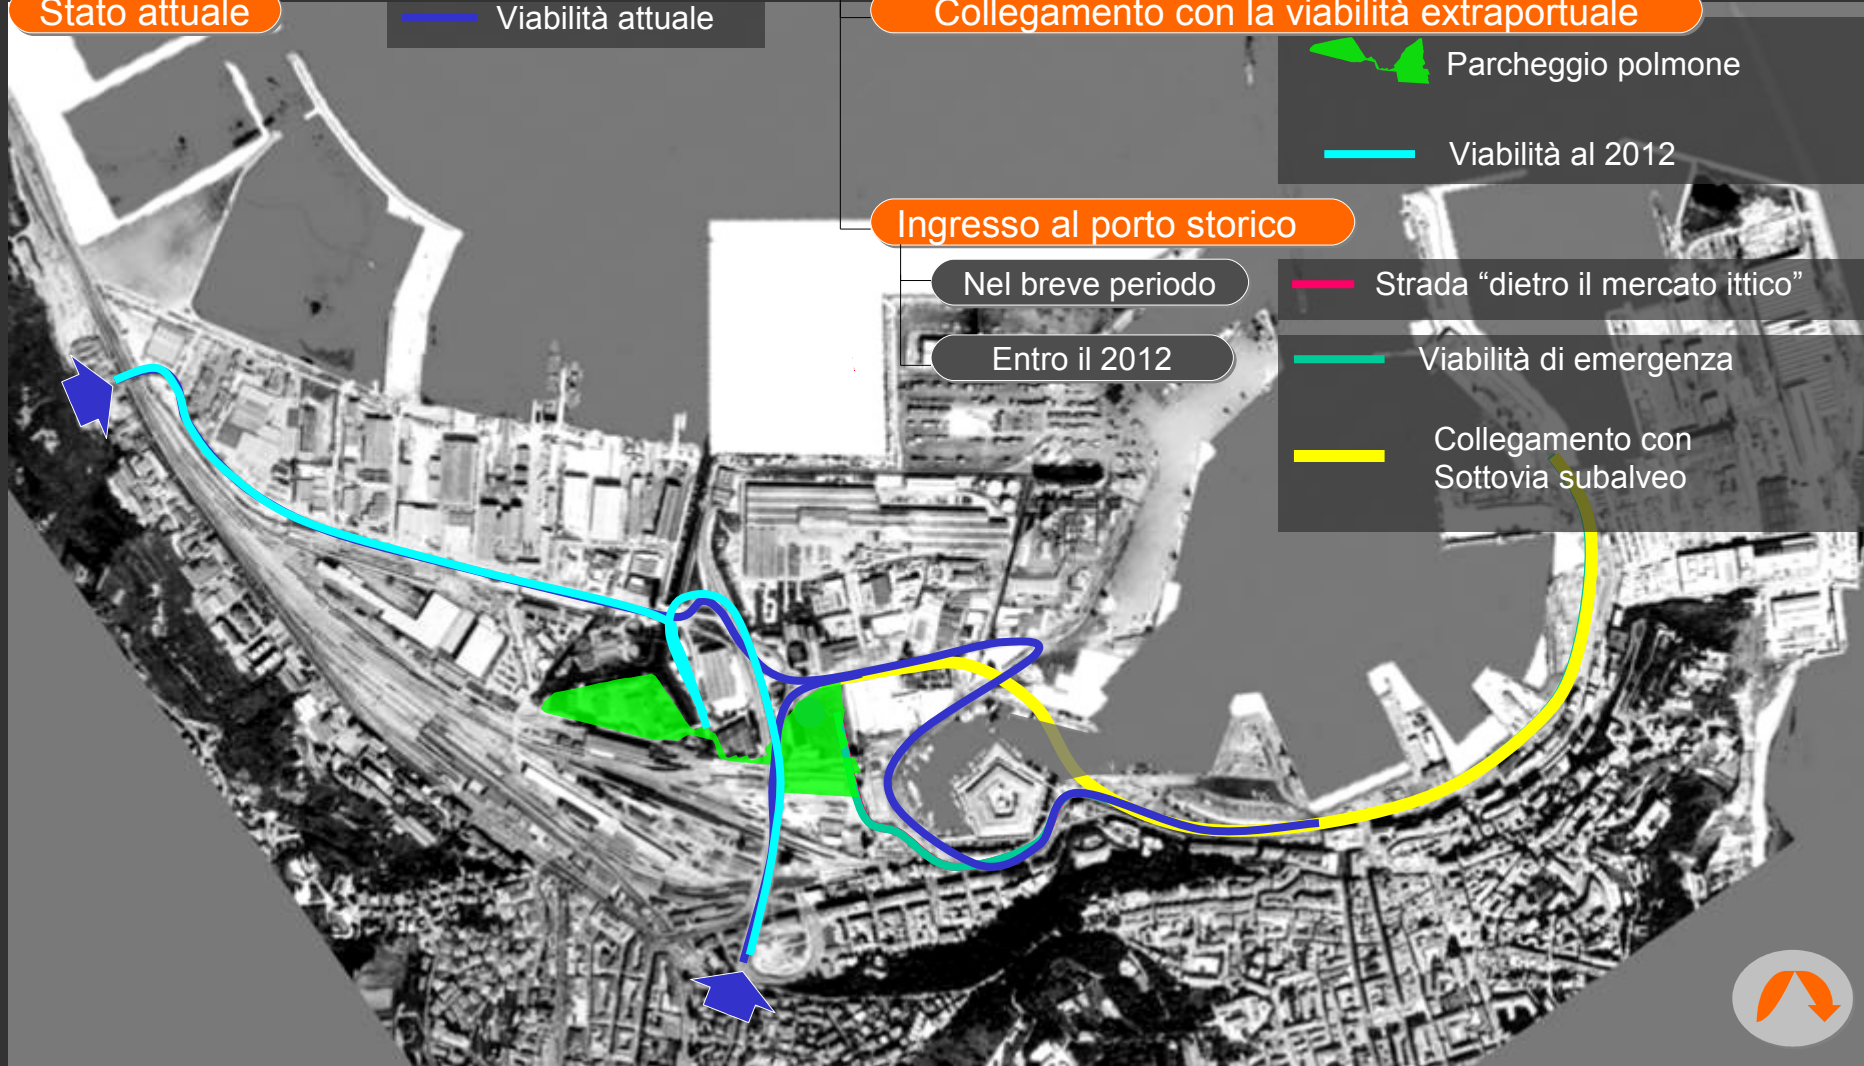 Stato attuale
Viabilità attuale
Collegamento con la viabilità extraportuale
Parcheggio polmone
Viabilità al 2012
Ingresso al porto storico
Nel breve periodo
Strada “dietro il mercato ittico”
Entro il 2012
Viabilità di emergenza
Collegamento con
Sottovia subalveo